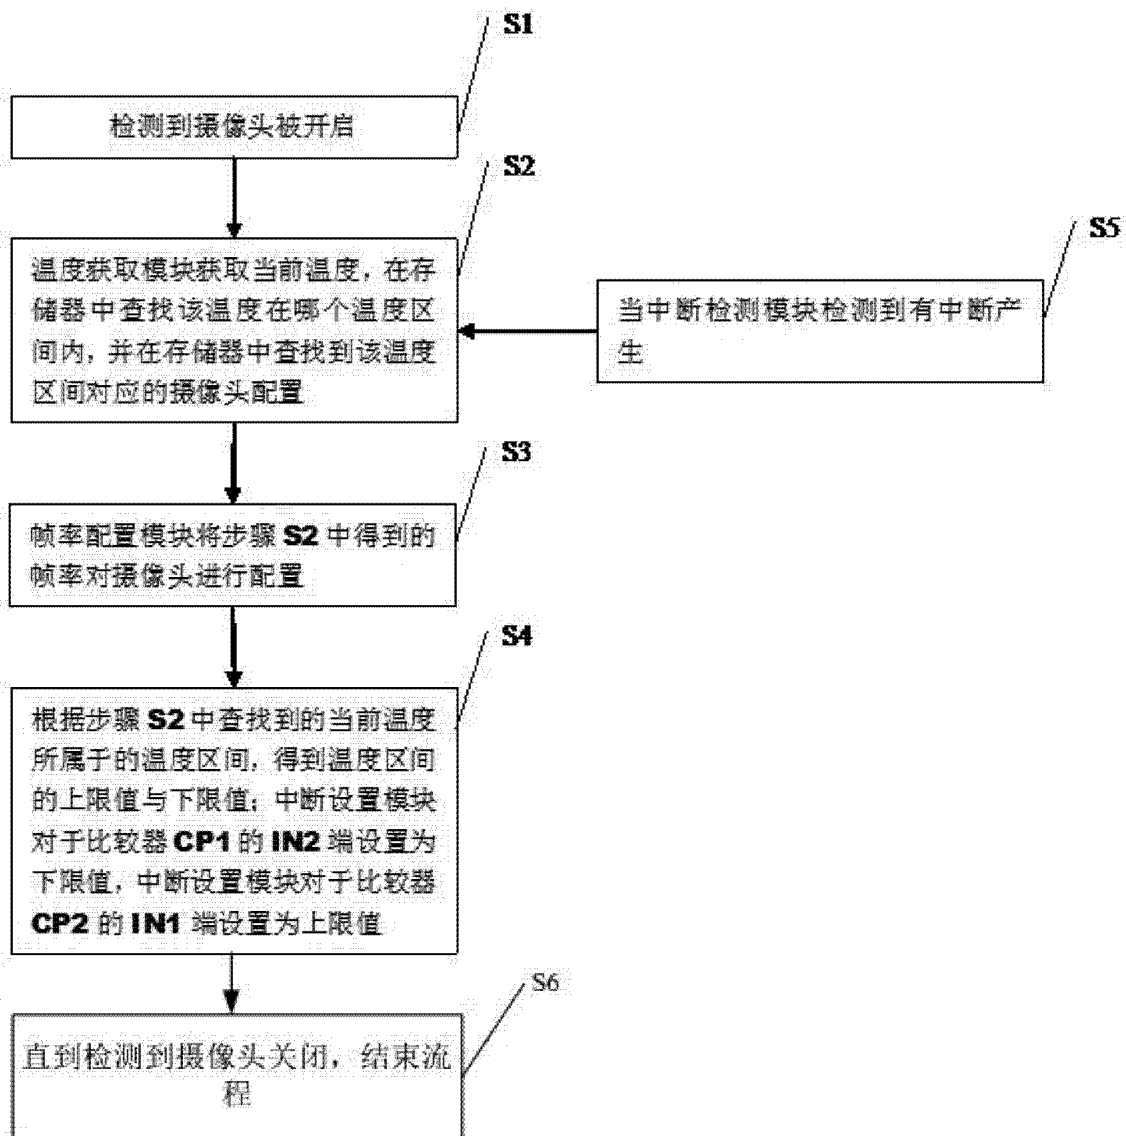 S1
检测到摄像头被开启
S2
温度获取模块获取当前温度，在存
储器中查找该温度在哪个温度区
间内，并在存储器中查找到该温度
区间对应的摄像头配置
S5
当中断检测模块检测到有中断产
生
S3
帧率配置模块将步骤 S2 中得到的
帧率对摄像头进行配置
S4
根据步骤 S2 中查找到的当前温度
所属于的温度区间，得到温度区间
的上限值与下限值；中断设置模块
对于比较器 CP1 的 IN2 端设置为
下限值，中断设置模块对于比较器
CP2 的 IN1 端设置为上限值
S6
直到检测到摄像头关闭，结束流
程